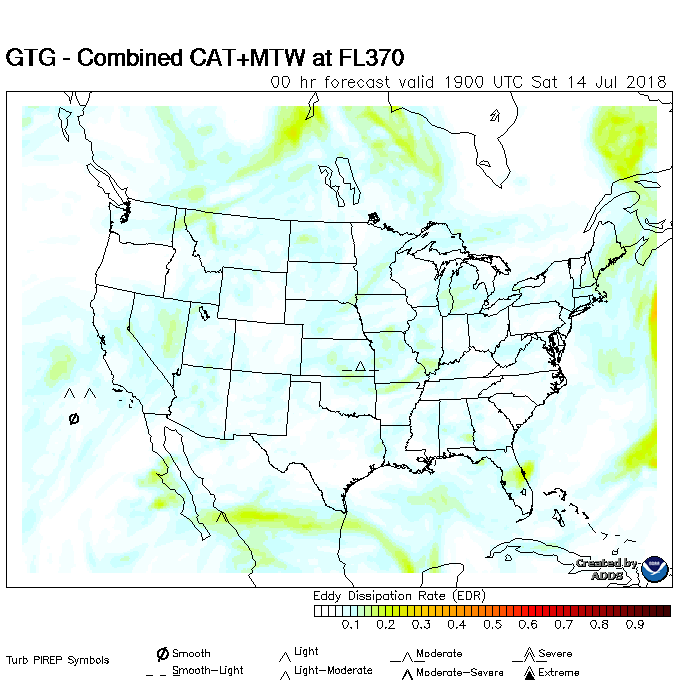 GTG - Combined CAT+MTW at FL370
00 hr forecast valid 1900 UTC Sat 14 Jul 2018
Created by
ADDS
Eddy Dissipation Rate (EDR)
0.1 0.2 0.3 0.4 0.5 0.6 0.7 0.8 0.9
Turb PIREP Symbols
Smooth Light Moderate Severe
Smooth-Light Light-Moderate Moderate-Severe Extreme